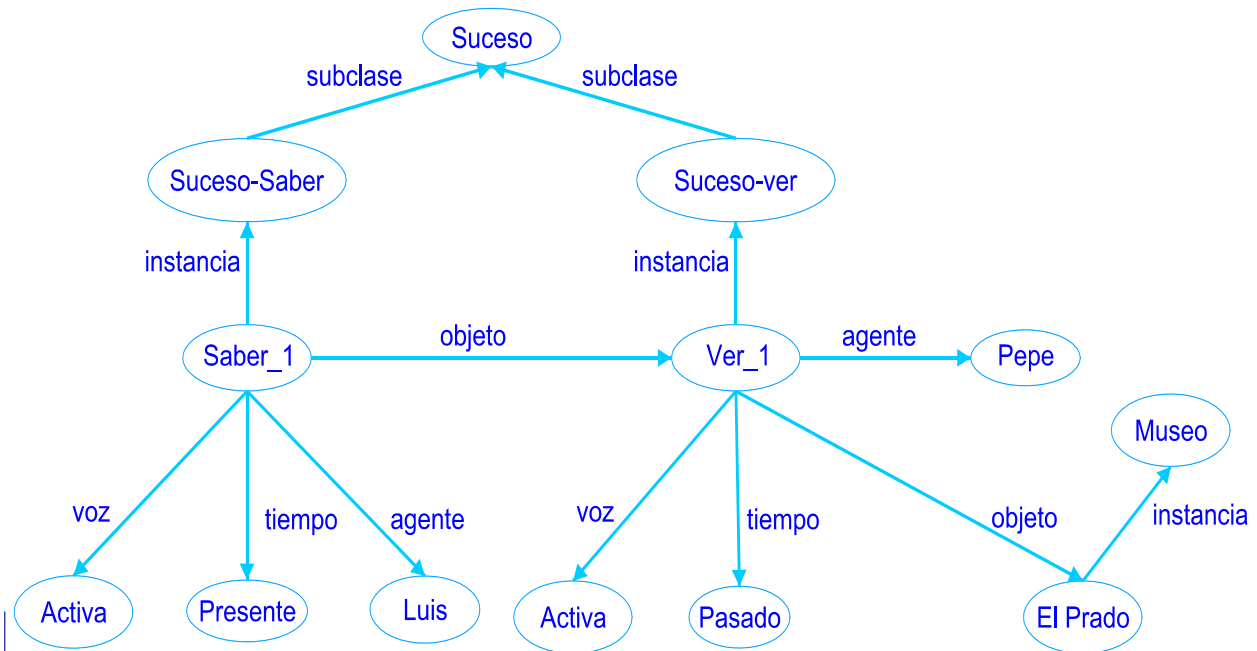 Suceso
subclase
subclase
Suceso-Saber
Suceso-ver
instancia
instancia
Saber_1
objeto
Ver_1
agente
Pepe
Museo
voz
tiempo
agente
voz
tiempo
objeto
instancia
Activa
Presente
Luis
Activa
Pasado
El Prado